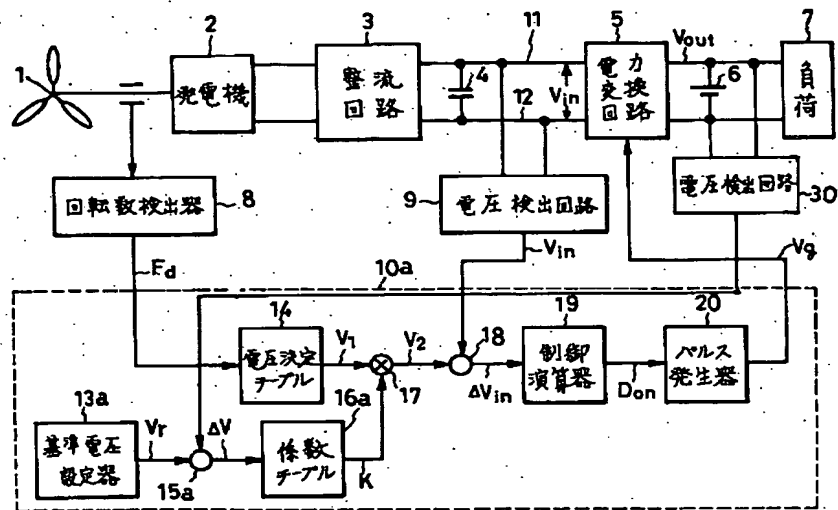 1
2
発電機
3
整流
回路
4
11
12
Vin
5
電力
変換
回路
Vout
6
7
負荷
回転数検出器
8
9
電圧検出回路
電圧検出回路
30
Fd
10a
Vin
Vg
14
電圧決定
テーブル
V1
17
V2
18
ΔVin
19
制御
演算器
Don
20
パルス
発生器
13a
基準電圧
設定器
Vr
15a
ΔV
16a
係数
テーブル
K